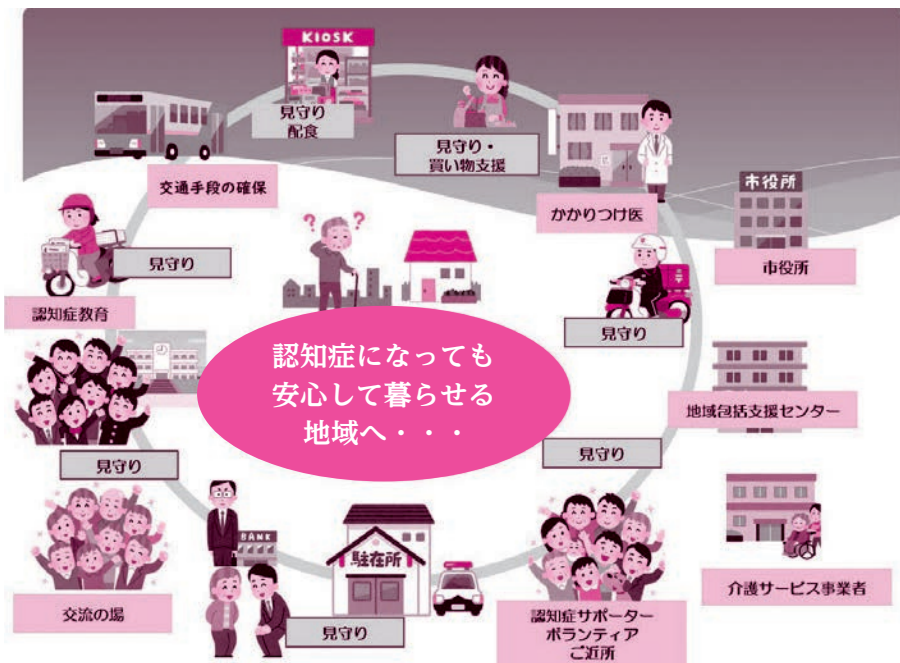 KIOSK
見守り
配食
見守り・
買い物支援
交通手段の確保
かかりつけ医
市役所
市役所
見守り
認知症教育
見守り
認知症になっても
安心して暮らせる
地域へ・・・
地域包括支援センター
見守り
見守り
BANK
駐在所
介護サービス事業者
交流の場
見守り
認知症サポーター
ボランティア
ご近所